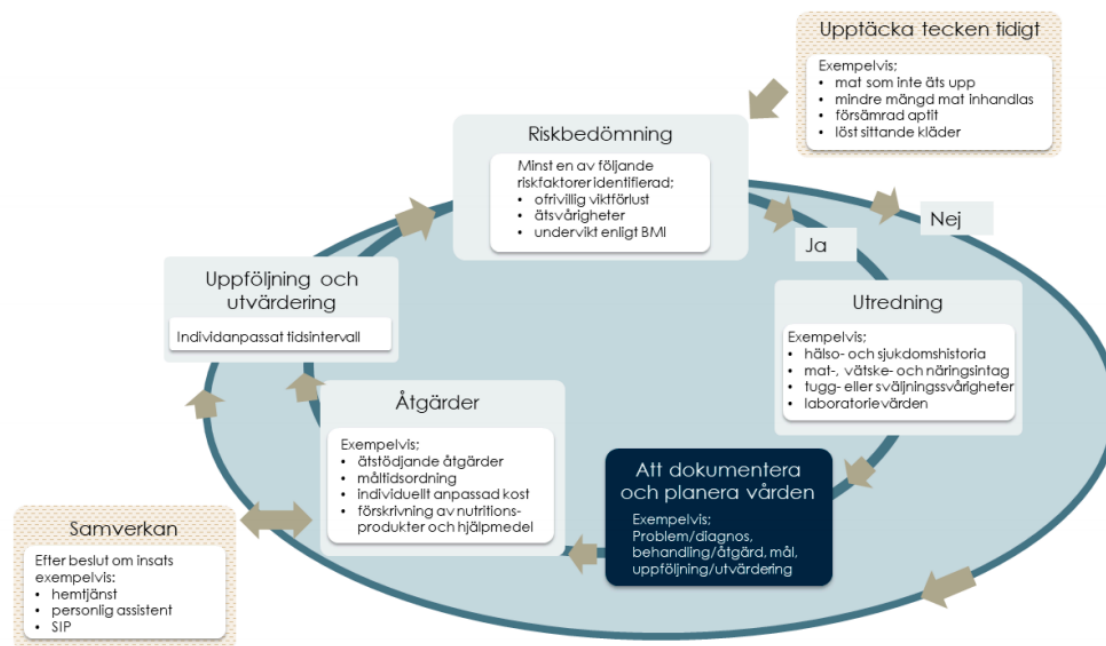 Upptäcka tecken tidigt
Exempelvis;
• mat som inte äts upp
• mindre mängd mat inhandlas
• försämrad aptit
• löst sittande kläder
Riskbedömning
Minst en av följande
riskfaktorer identifierad;
• ofrivillig viktförlust
• ätsvårigheter
• undervikt enligt BMI
Nej
Ja
Utredning
Exempelvis;
• hälso- och sjukdomshistoria
• mat-, vätske- och näringsintag
• tugg- eller sväljningssvårigheter
• laboratorievärden
Att dokumentera
och planera vården
Exempelvis;
Problem/diagnos,
behandling/åtgärd, mål,
uppföljning/utvärdering
Åtgärder
Exempelvis;
• ätstödjande åtgärder
• måltidsordning
• individuellt anpassad kost
• förskrivning av nutritions-
produkter och hjälpmedel
Uppföljning och
utvärdering
Individanpassat tidsintervall
Samverkan
Efter beslut om insats
exempelvis:
• hemtjänst
• personlig assistent
• SIP